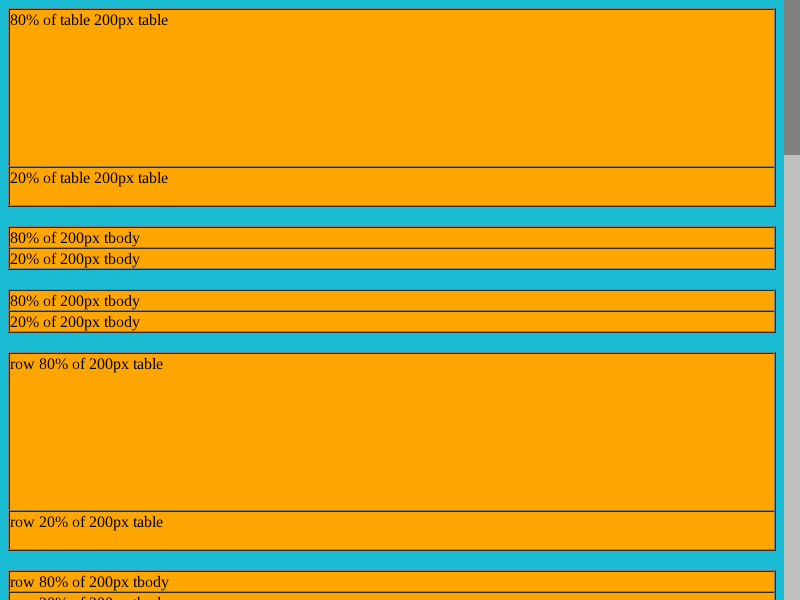 80% of table 200px table
20% of table 200px table
80% of 200px tbody
20% of 200px tbody
80% of 200px tbody
20% of 200px tbody
row 80% of 200px table
row 20% of 200px table
row 80% of 200px tbody